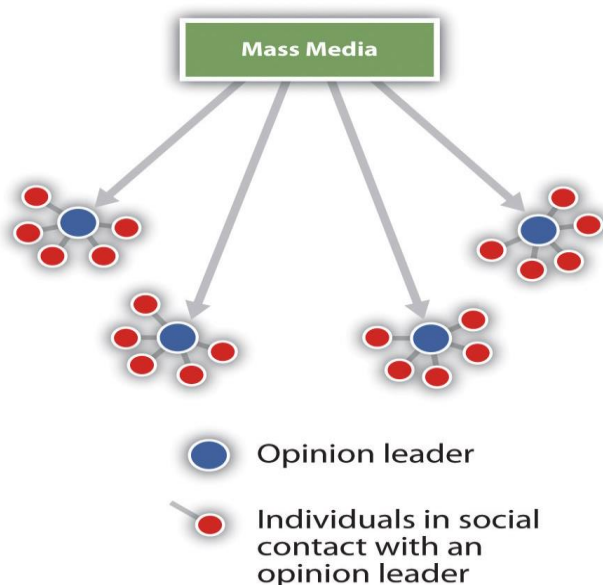 Mass Media
Opinion leader
Individuals in social
contact with an
opinion leader